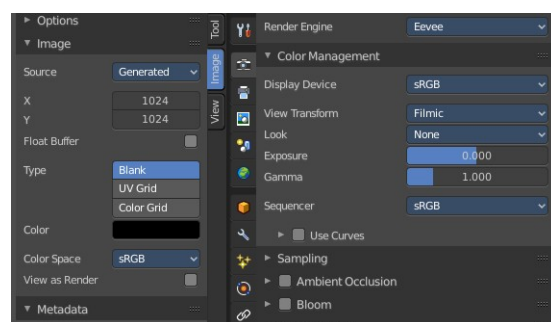 Options
Image
Source Generated
X 1024
Y 1024
Float Buffer
Type Blank
UV Grid
Color Grid
Color
Color Space sRGB
View as Render
Metadata
Tool
Image
View
Render Engine Eevee
Color Management
Display Device sRGB
View Transform Filmic
Look None
Exposure 0.000
Gamma 1.000
Sequencer sRGB
Use Curves
Sampling
Ambient Occlusion
Bloom